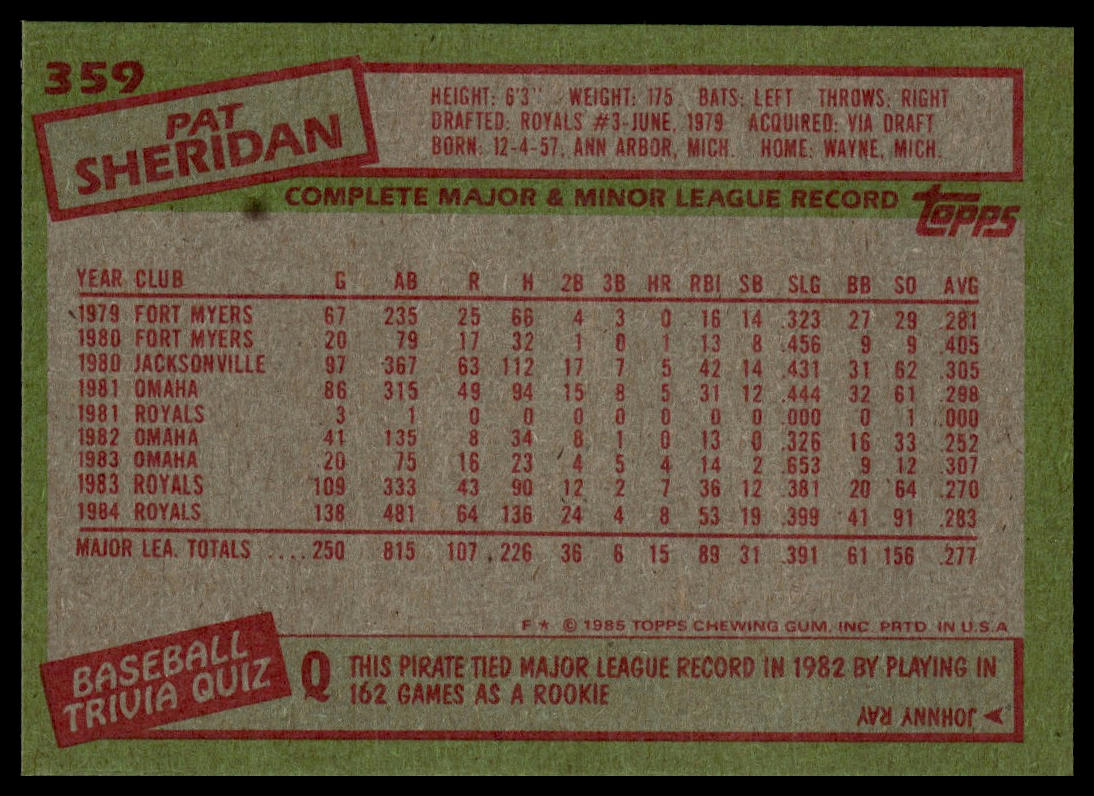 359
PAT
SHERIDAN
HEIGHT: 6'3" WEIGHT: 175 BATS: LEFT THROWS: RIGHT
DRAFTED: ROYALS #3-JUNE, 1979 ACQUIRED: VIA DRAFT
BORN: 12-4-57, ANN ARBOR, MICH. HOME: WAYNE, MICH.
COMPLETE MAJOR & MINOR LEAGUE RECORD
TOPPS
YEAR CLUB G AB R H 2B 3B HR RBI SB SLG BB SO AVG
1979 FORT MYERS 67 235 25 66 4 3 0 16 14 .323 27 29 .281
1980 FORT MYERS 20 79 17 32 1 0 1 13 8 .456 9 9 .405
1980 JACKSONVILLE 97 367 63 112 17 7 5 42 14 .431 31 62 .305
1981 OMAHA 86 315 49 94 15 8 5 31 12 .444 32 61 .298
1981 ROYALS 3 1 0 0 0 0 0 0 0 .000 0 1 .000
1982 OMAHA 41 135 8 34 8 1 0 13 0 .326 16 33 .252
1983 OMAHA 20 75 16 23 4 5 4 14 2 .653 9 12 .307
1983 ROYALS 109 333 43 90 12 2 7 36 12 .381 20 64 .270
1984 ROYALS 138 481 64 136 24 4 8 53 19 .399 41 91 .283
MAJOR LEA. TOTALS ....250 815 107 226 36 6 15 89 31 .391 61 156 .277
F ★ © 1985 TOPPS CHEWING GUM, INC. PRTD. IN U.S.A
BASEBALL
TRIVIA QUIZ
Q THIS PIRATE TIED MAJOR LEAGUE RECORD IN 1982 BY PLAYING IN
162 GAMES AS A ROOKIE
JOHNNY RAY